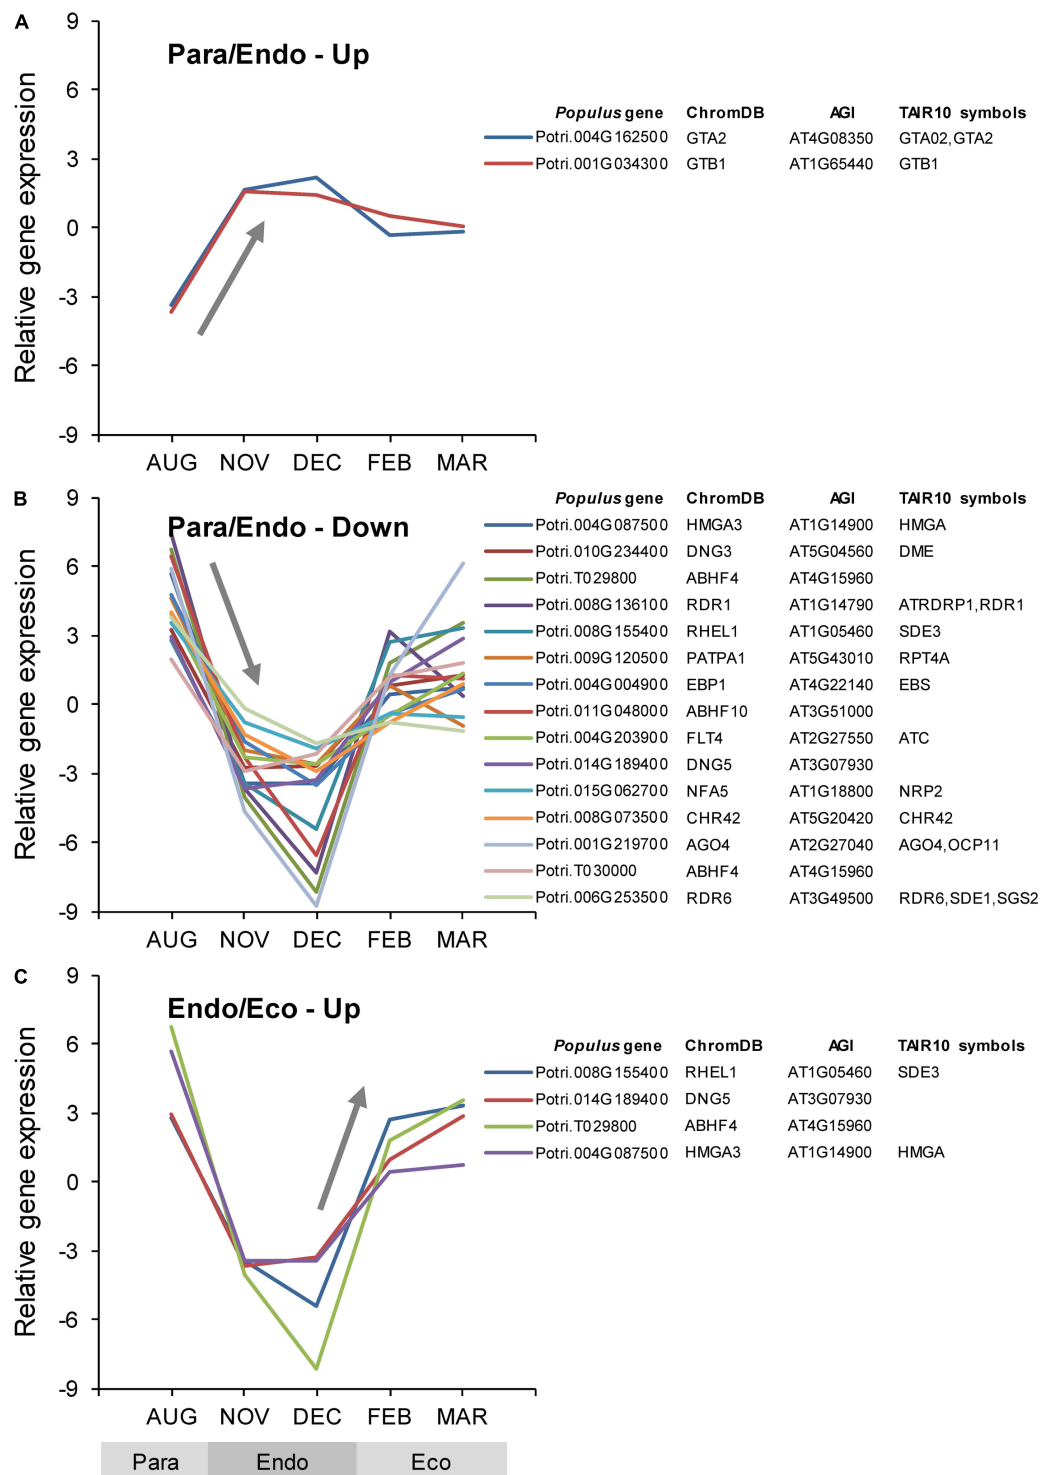 A
Para/Endo - Up
Relative gene expression
9
6
3
0
-3
-6
-9
AUG NOV DEC FEB MAR
Populus gene ChromDB AGI TAIR10 symbols
Potri.004G162500 GTA2 AT4G08350 GTA02,GTA2
Potri.001G034300 GTB1 AT1G65440 GTB1
B
Para/Endo - Down
Relative gene expression
9
6
3
0
-3
-6
-9
AUG NOV DEC FEB MAR
Populus gene ChromDB AGI TAIR10 symbols
Potri.004G087500 HMGA3 AT1G14900 HMGA
Potri.010G234400 DNG3 AT5G04560 DME
Potri.T029800 ABHF4 AT4G15960
Potri.008G136100 RDR1 AT1G14790 ATRDRP1,RDR1
Potri.008G155400 RHEL1 AT1G05460 SDE3
Potri.009G120500 PATPA1 AT5G43010 RPT4A
Potri.004G004900 EBP1 AT4G22140 EBS
Potri.011G048000 ABHF10 AT3G51000
Potri.004G203900 FLT4 AT2G27550 ATC
Potri.014G189400 DNG5 AT3G07930
Potri.015G062700 NFA5 AT1G18800 NRP2
Potri.008G073500 CHR42 AT5G20420 CHR42
Potri.001G219700 AGO4 AT2G27040 AGO4,OCP11
Potri.T030000 ABHF4 AT4G15960
Potri.006G253500 RDR6 AT3G49500 RDR6,SDE1,SGS2
C
Endo/Eco - Up
Relative gene expression
9
6
3
0
-3
-6
-9
AUG NOV DEC FEB MAR
Populus gene ChromDB AGI TAIR10 symbols
Potri.008G155400 RHEL1 AT1G05460 SDE3
Potri.014G189400 DNG5 AT3G07930
Potri.T029800 ABHF4 AT4G15960
Potri.004G087500 HMGA3 AT1G14900 HMGA
Para Endo Eco